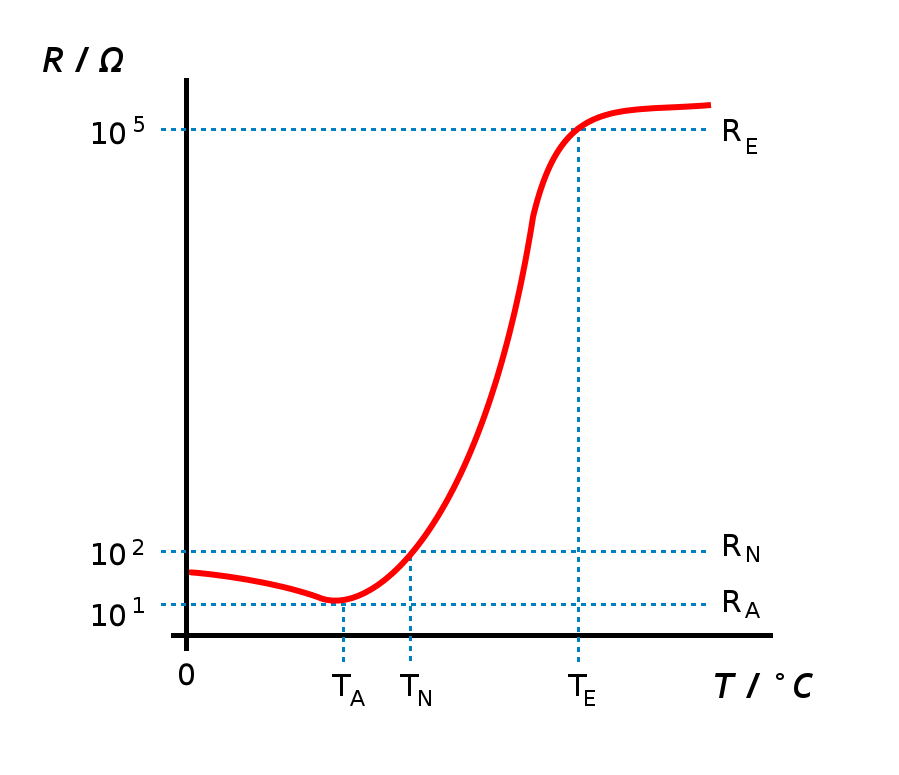 R / Ω
10⁵
R_E
10²
R_N
10¹
R_A
0
T_A
T_N
T_E
T / °C